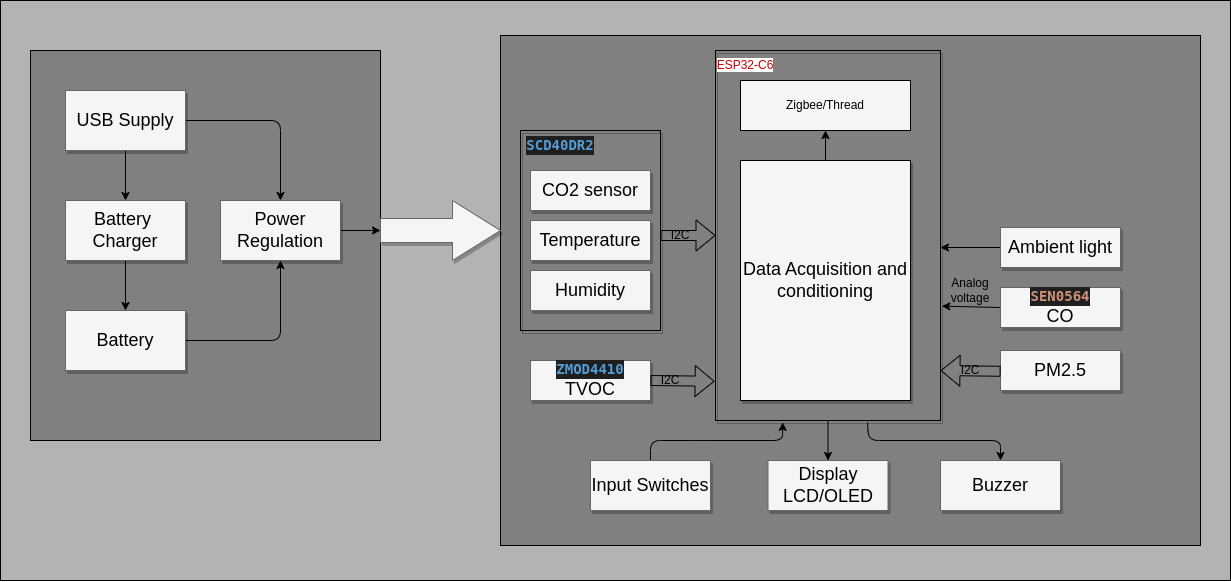 USB Supply
Battery
Charger
Power
Regulation
Battery
ESP32-C6
Zigbee/Thread
Data Acquisition and
conditioning
SCD40DR2
CO2 sensor
Temperature
Humidity
I2C
ZMOD4410
TVOC
I2C
Ambient light
Analog
voltage
SEN0564
CO
I2C
PM2.5
Input Switches
Display
LCD/OLED
Buzzer